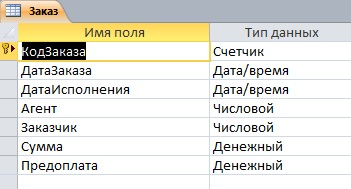 Заказ
Имя поля Тип данных
КодЗаказа Счетчик
ДатаЗаказа Дата/время
ДатаИсполнения Дата/время
Агент Числовой
Заказчик Числовой
Сумма Денежный
Предоплата Денежный